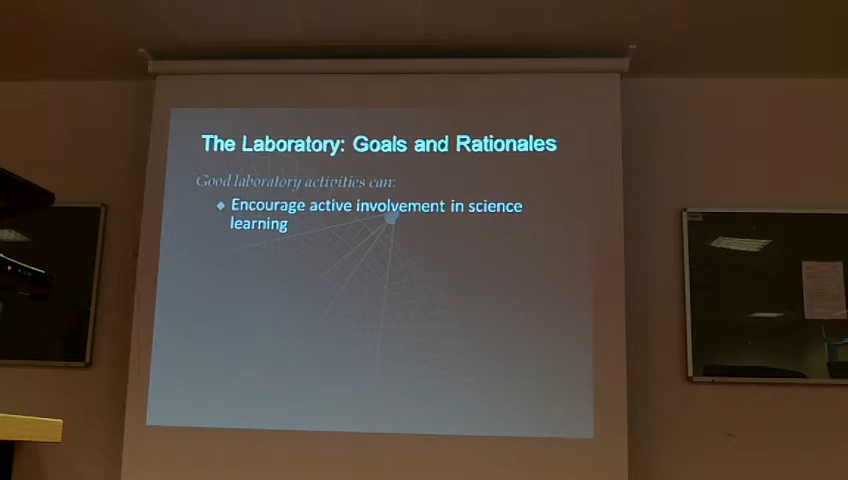 The Laboratory: Goals and Rationales
Good laboratory activities can:
Encourage active involvement in science
learning